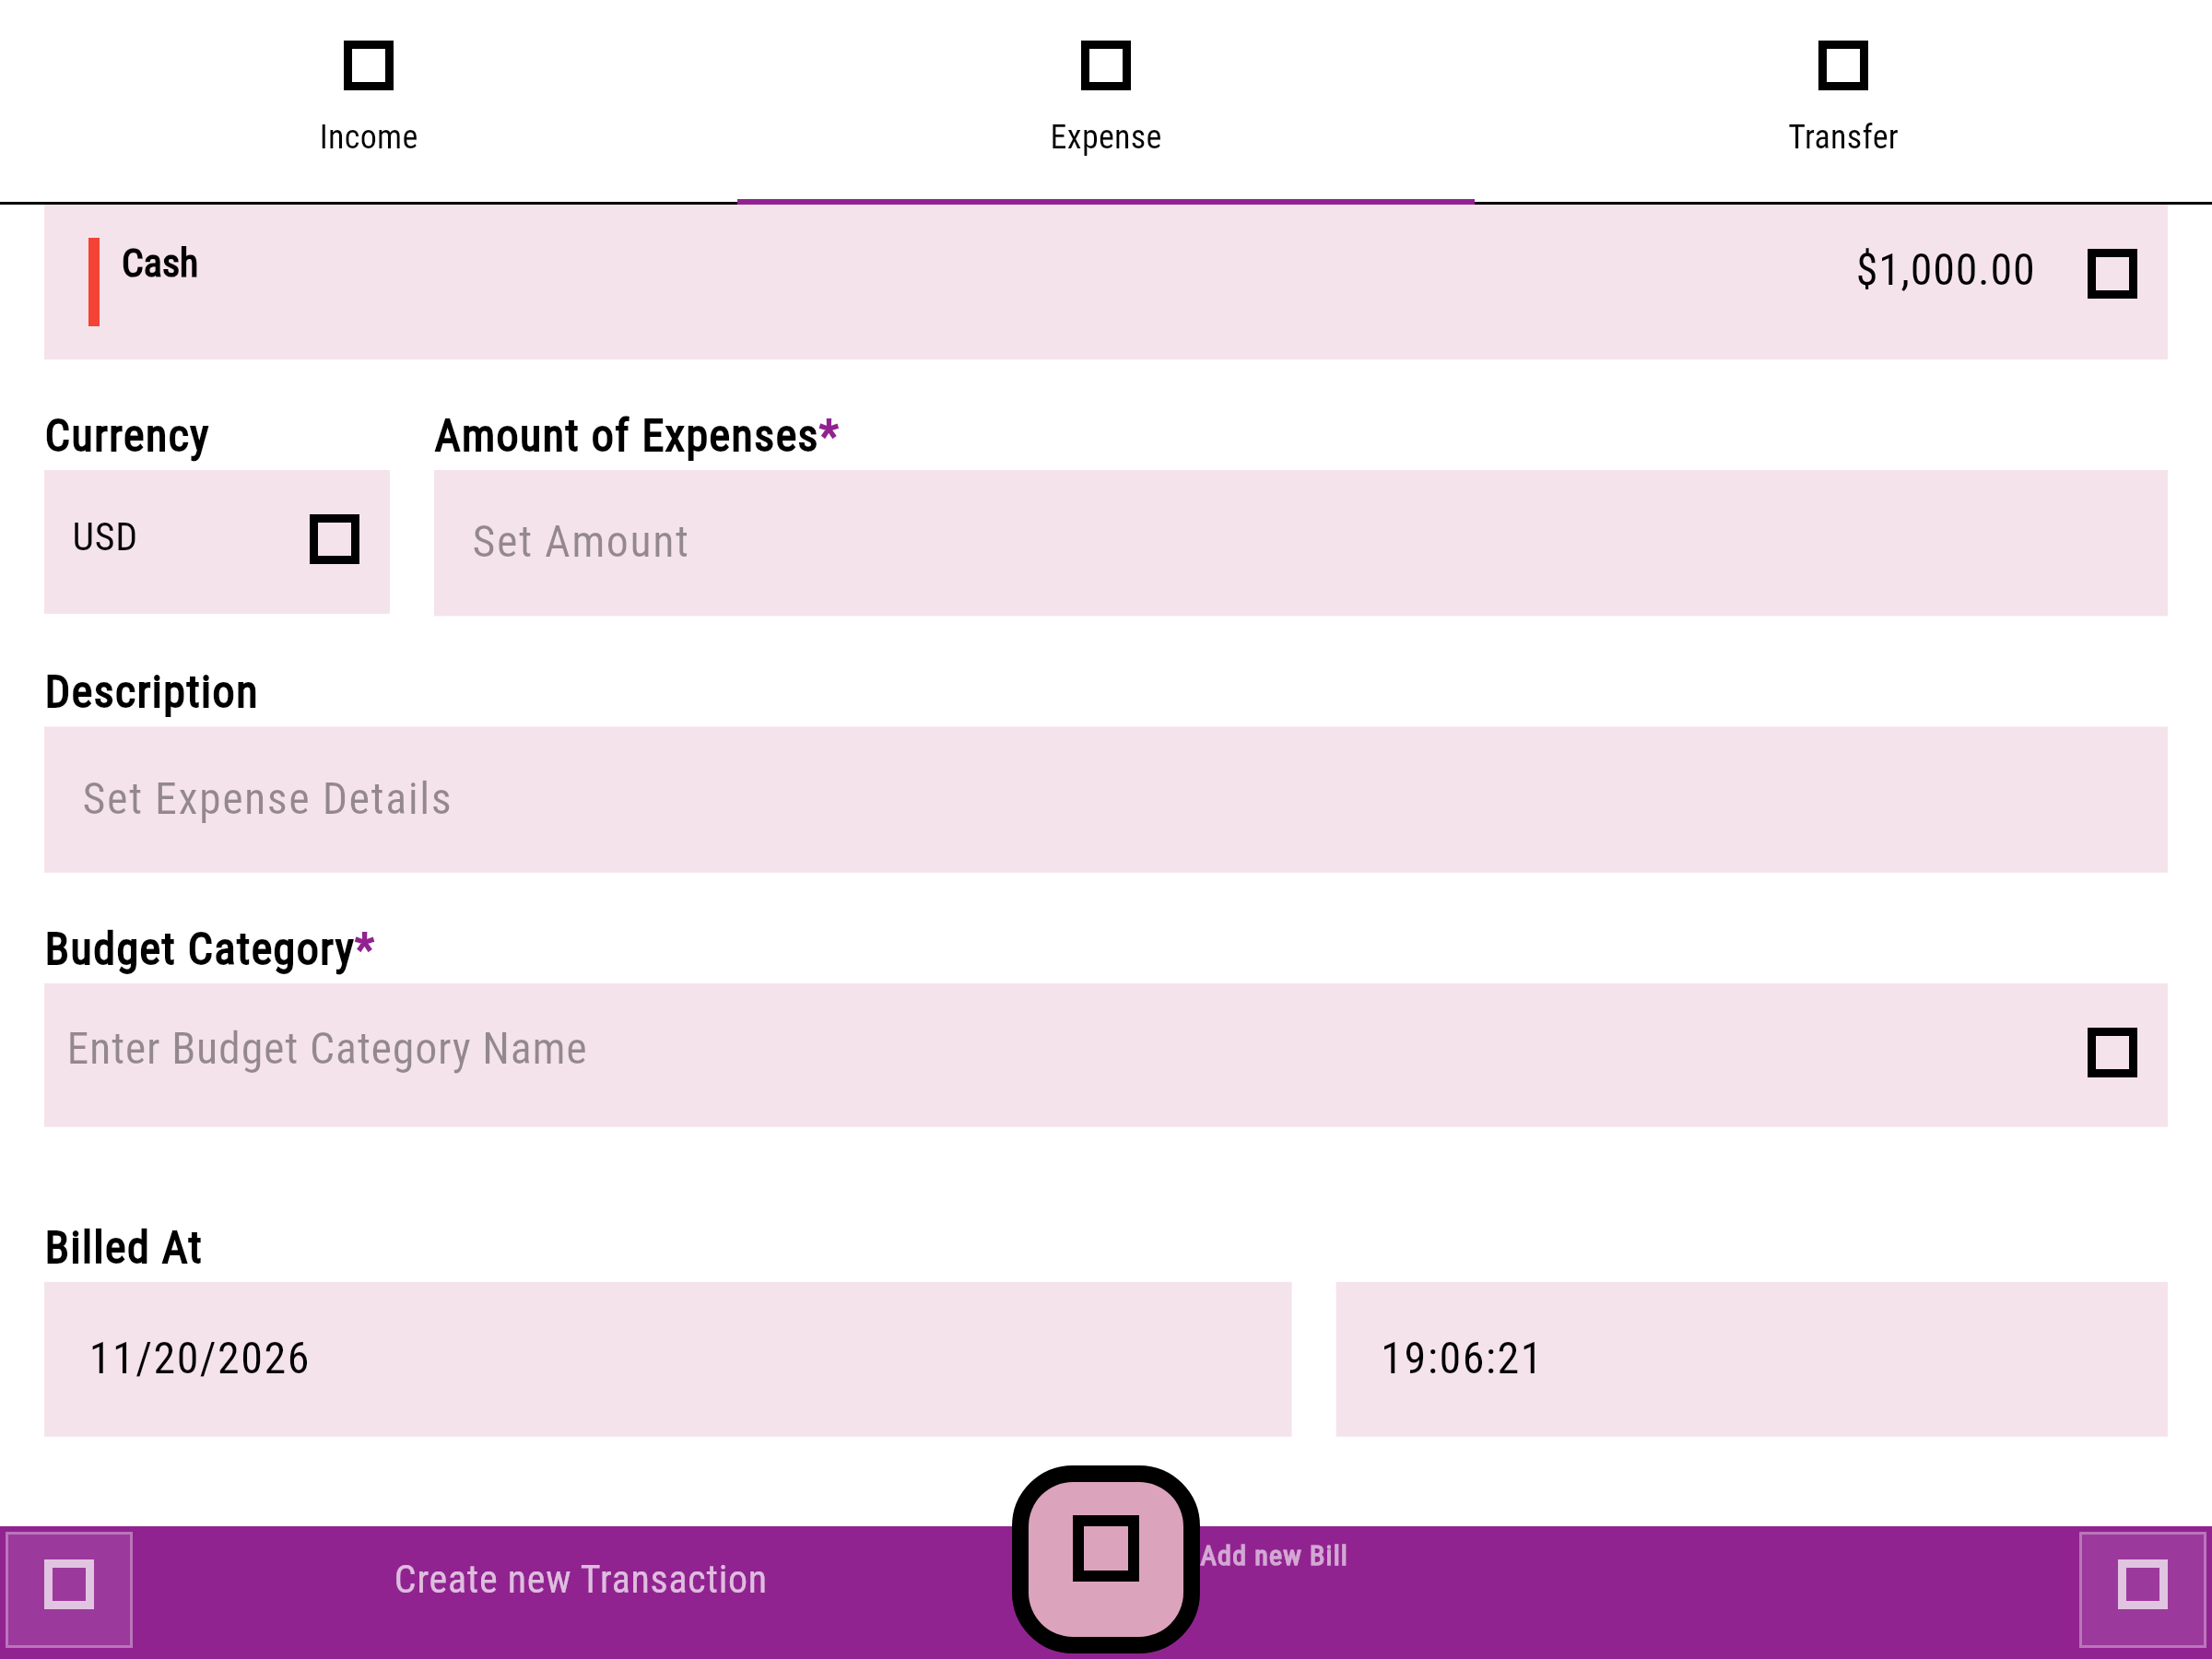 Income
Expense
Transfer
Cash
$1,000.00
Currency
Amount of Expenses*
USD
Set Amount
Description
Set Expense Details
Budget Category*
Enter Budget Category Name
Billed At
11/20/2026
19:06:21
Create new Transaction
Add new Bill